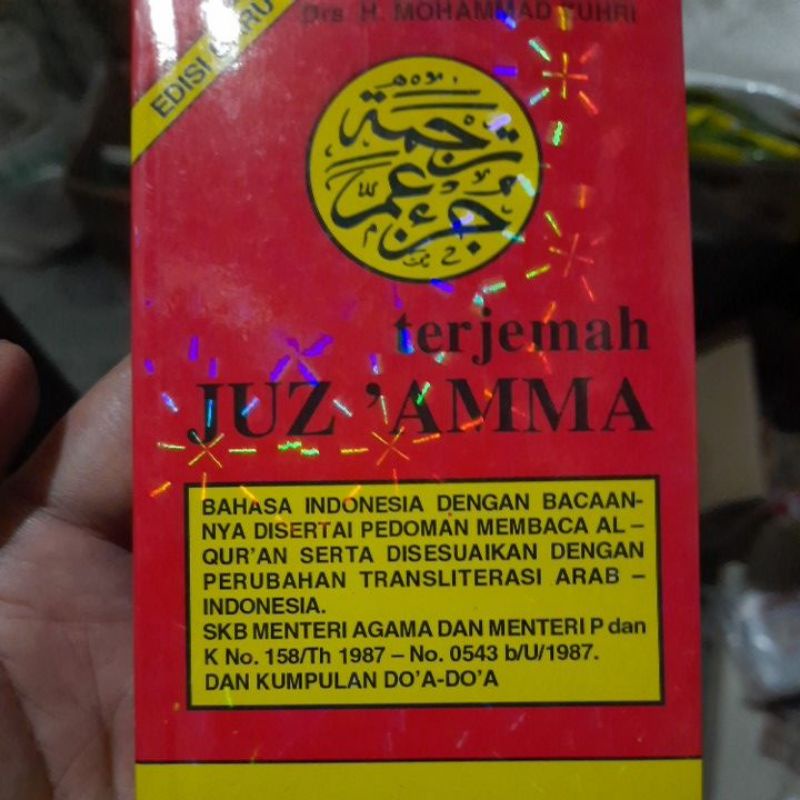 EDISI BARU
Drs. H. MOHAMMAD ZUHRI
ترجمة
جزء عم
terjemah
JUZ 'AMMA
BAHASA INDONESIA DENGAN BACAAN-
NYA DISERTAI PEDOMAN MEMBACA AL –
QUR'AN SERTA DISESUAIKAN DENGAN
PERUBAHAN TRANSLITERASI ARAB –
INDONESIA.
SKB MENTERI AGAMA DAN MENTERI P dan
K No. 158/Th 1987 – No. 0543 b/U/1987.
DAN KUMPULAN DO'A-DO'A